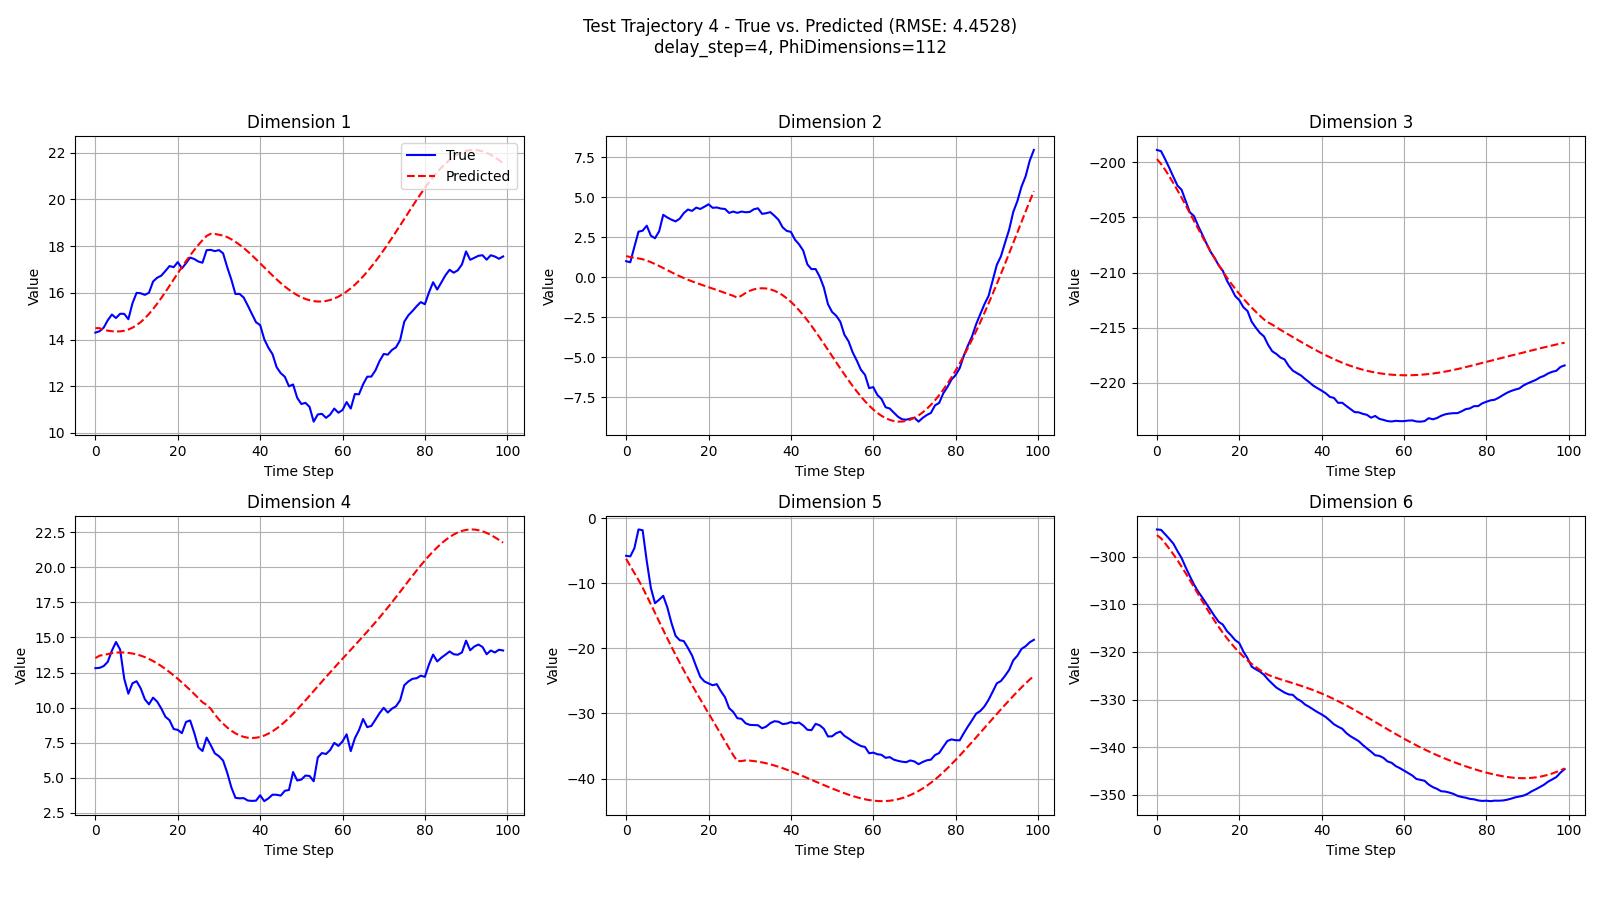 Test Trajectory 4 - True vs. Predicted (RMSE: 4.4528)
delay_step=4, PhiDimensions=112
Dimension 1
Value
22
20
18
16
14
12
10
0 20 40 60 80 100
Time Step
True
Predicted
Dimension 2
Value
7.5
5.0
2.5
0.0
−2.5
−5.0
−7.5
0 20 40 60 80 100
Time Step
Dimension 3
Value
−200
−205
−210
−215
−220
0 20 40 60 80 100
Time Step
Dimension 4
Value
22.5
20.0
17.5
15.0
12.5
10.0
7.5
5.0
2.5
0 20 40 60 80 100
Time Step
Dimension 5
Value
0
−10
−20
−30
−40
0 20 40 60 80 100
Time Step
Dimension 6
Value
−300
−310
−320
−330
−340
−350
0 20 40 60 80 100
Time Step